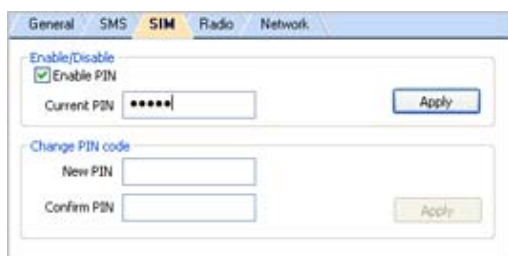 General SMS SIM Radio Network
Enable/Disable
Enable PIN
Current PIN ••••• Apply
Change PIN code
New PIN
Confirm PIN Apply